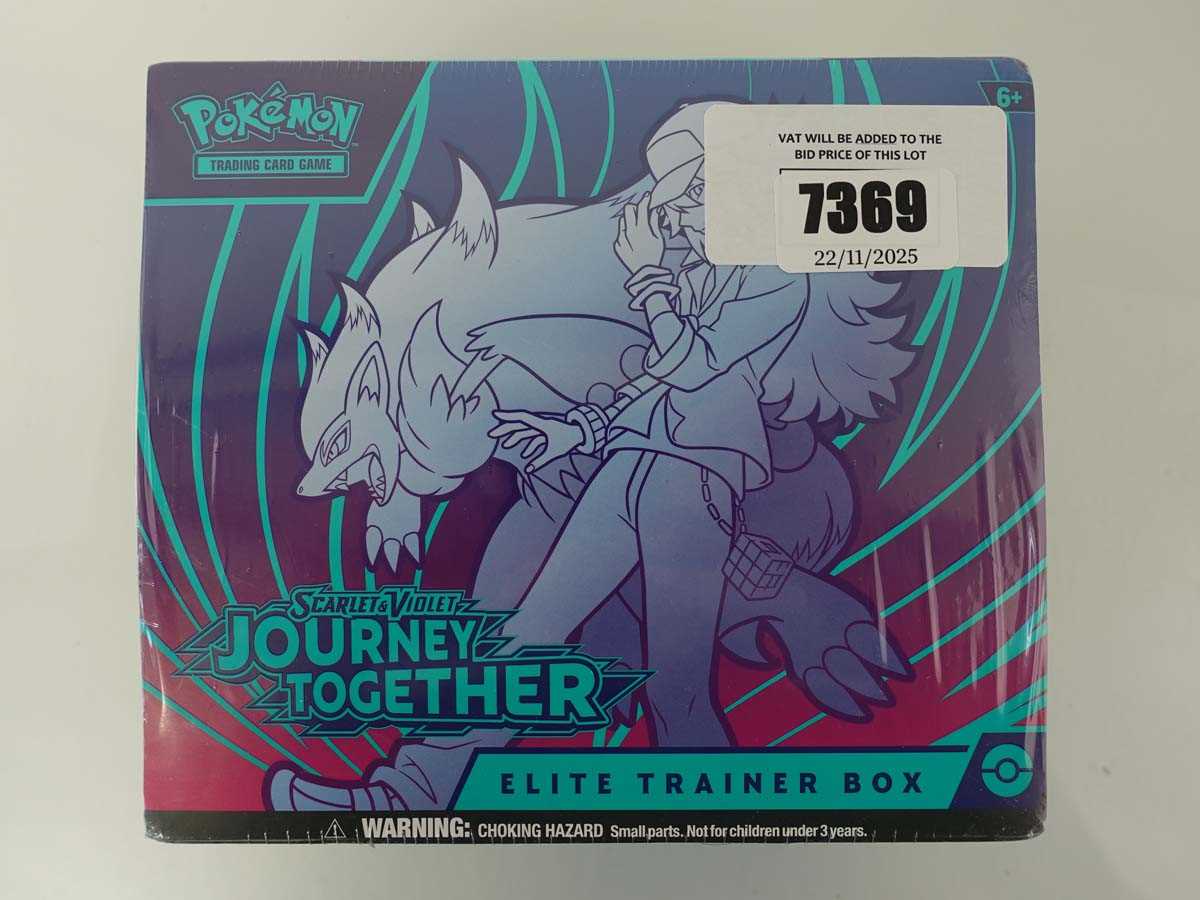 POKéMON
TRADING CARD GAME
6+
VAT WILL BE ADDED TO THE
BID PRICE OF THIS LOT
7369
22/11/2025
SCARLET & VIOLET
JOURNEY
TOGETHER
ELITE TRAINER BOX
WARNING: CHOKING HAZARD Small parts. Not for children under 3 years.